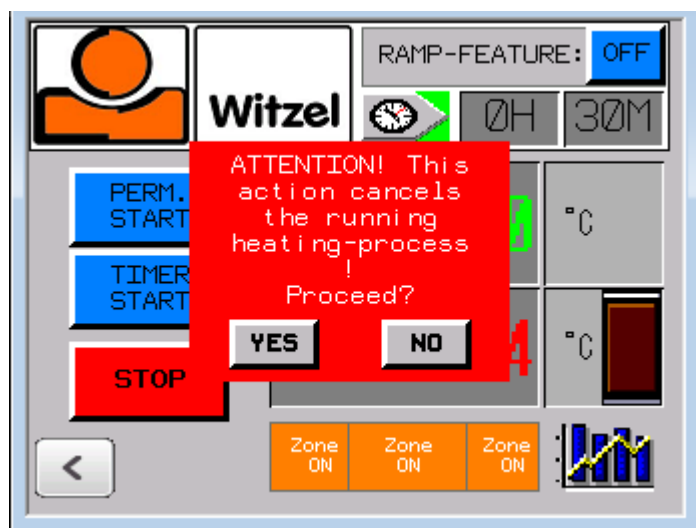 RAMP-FEATURE: OFF
Witzel
0H 30M
ATTENTION! This
action cancels
the running
heating-process
!
Proceed?
YES NO
PERM.
START
°C
TIMER
START
°C
STOP
Zone Zone Zone
ON ON ON
<